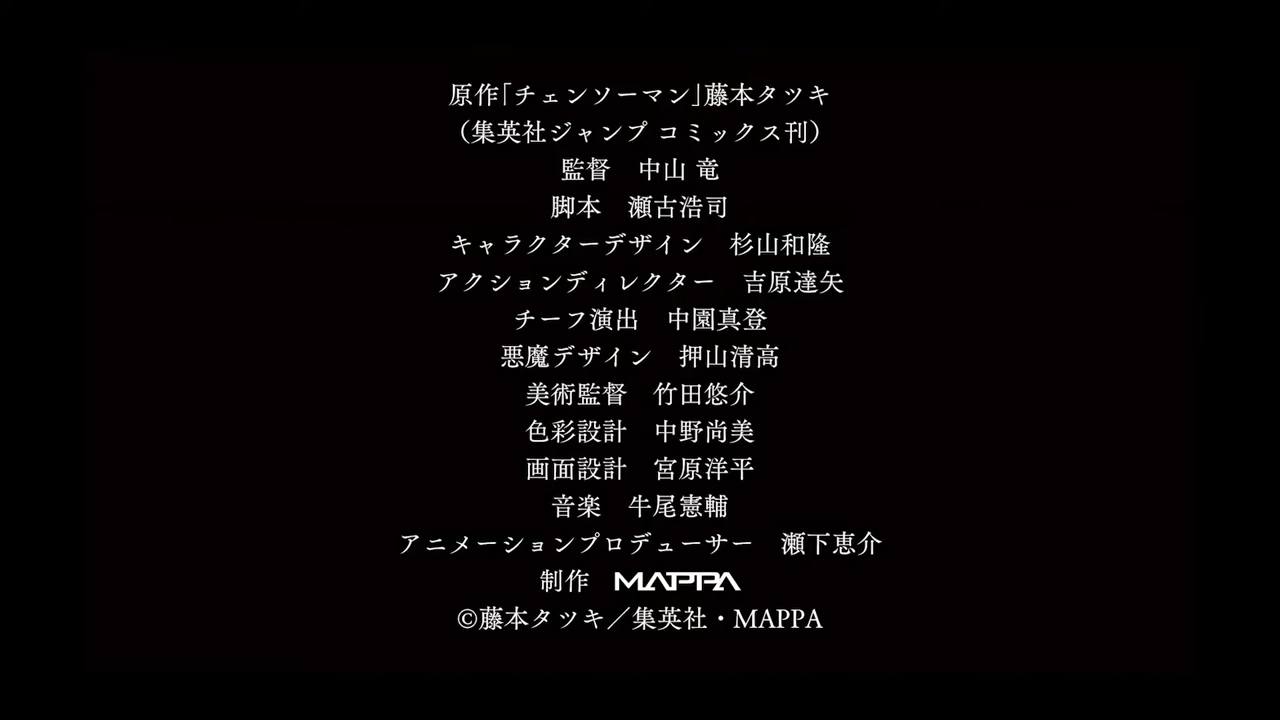 原作｢チェンソーマン｣藤本タツキ
（集英社ジャンプ コミックス刊）
監督　中山 竜
脚本　瀬古浩司
キャラクターデザイン　杉山和隆
アクションディレクター　吉原達矢
チーフ演出　中園真登
悪魔デザイン　押山清高
美術監督　竹田悠介
色彩設計　中野尚美
画面設計　宮原洋平
音楽　牛尾憲輔
アニメーションプロデューサー　瀬下恵介
制作　MAPPA
©藤本タツキ／集英社・MAPPA